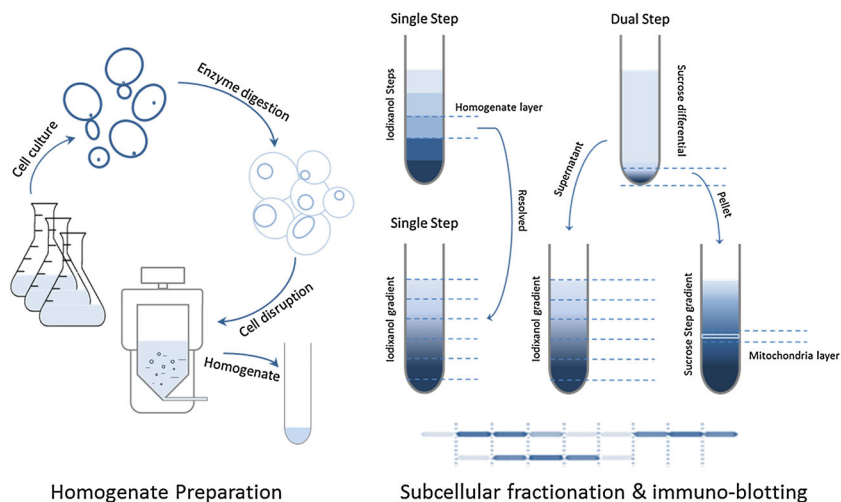 Cell culture
Enzyme digestion
Cell disruption
Homogenate
Homogenate Preparation
Single Step
Iodixanol Steps
Homogenate layer
Resolved
Single Step
Iodixanol gradient
Dual Step
Sucrose differential
Supernatant
Pellet
Iodixanol gradient
Sucrose Step gradient
Mitochondria layer
Subcellular fractionation & immuno-blotting